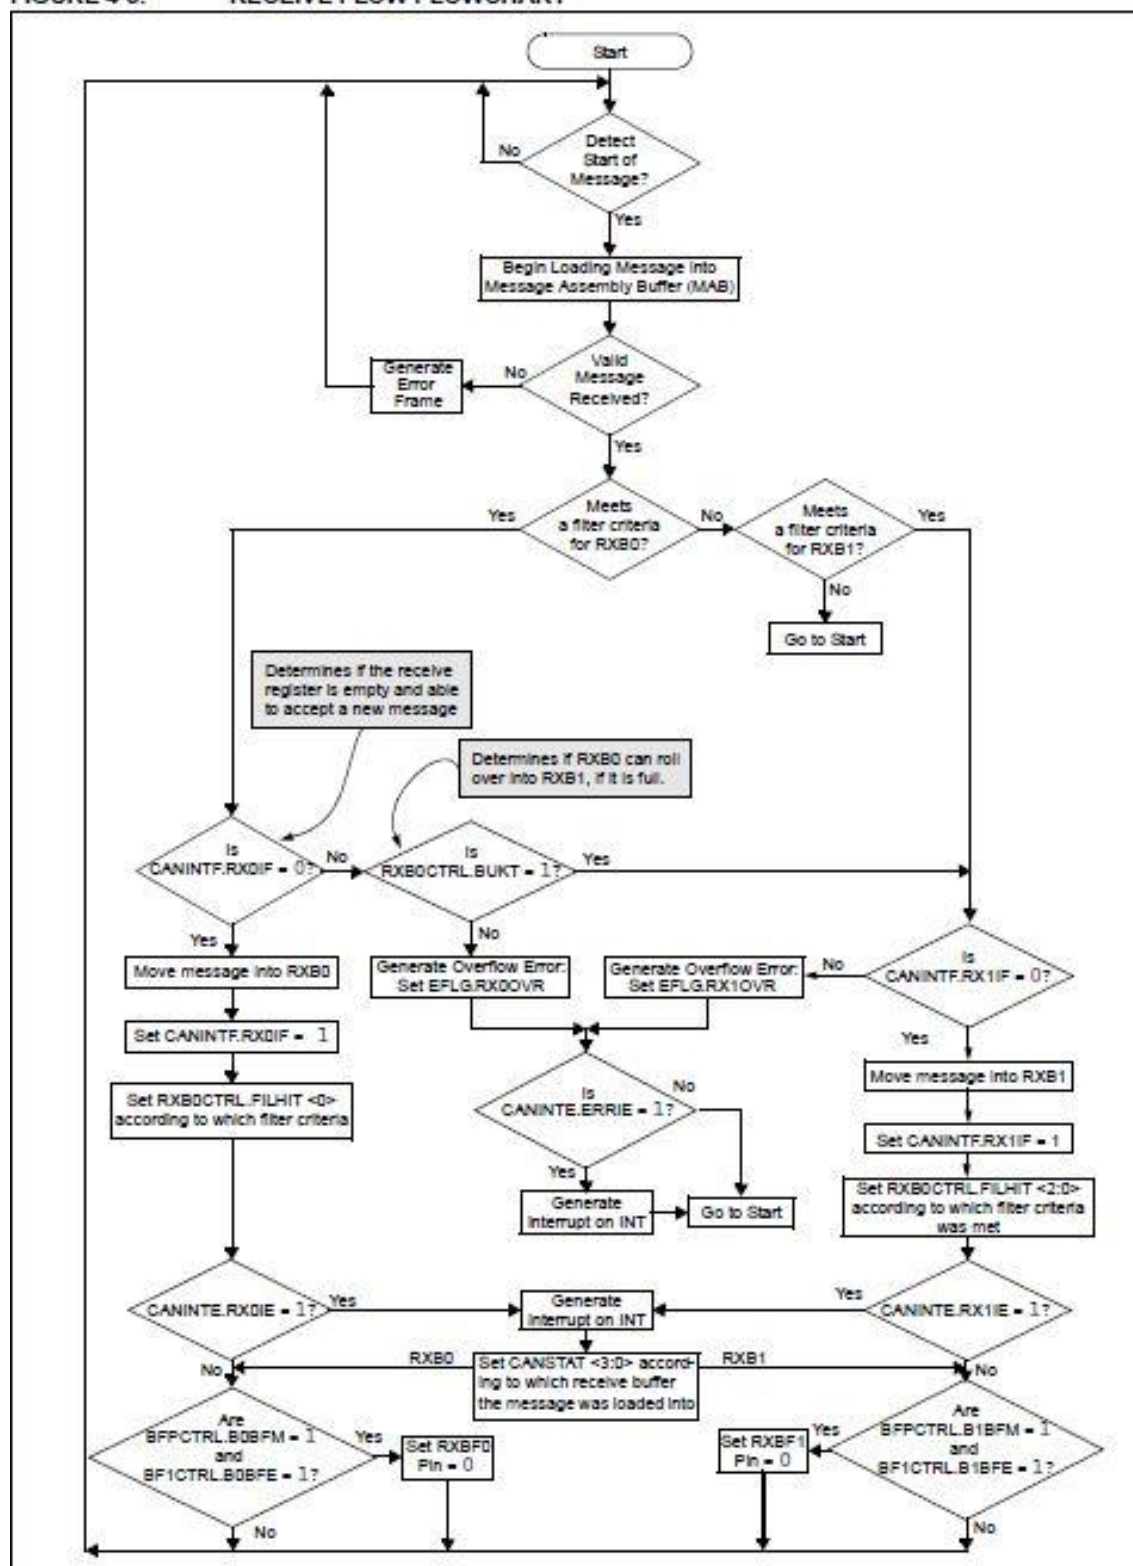 Start
Detect
Start of
Message?
No
Yes
Begin Loading Message into
Message Assembly Buffer (MAB)
Valid
Message
Received?
No
Generate
Error
Frame
Yes
Meets
a filter criteria
for RXB0?
Yes
No
Meets
a filter criteria
for RXB1?
Yes
No
Go to Start
Determines if the receive
register is empty and able
to accept a new message
Determines if RXB0 can roll
over into RXB1, if it is full.
Is
CANINTF.RX0IF = 0?
No
Is
RXB0CTRL.BUKT = 1?
Yes
Yes
Move message into RXB0
No
Generate Overflow Error:
Set EFLG.RX0OVR
Generate Overflow Error:
Set EFLG.RX1OVR
No
Is
CANINTF.RX1IF = 0?
Set CANINTF.RX0IF = 1
Yes
Move message into RXB1
Set RXB0CTRL.FILHIT <0>
according to which filter criteria
Is
CANINTE.ERRIE = 1?
No
Set CANINTF.RX1IF = 1
Yes
Generate
Interrupt on INT
Go to Start
Set RXB0CTRL.FILHIT <2:0>
according to which filter criteria
was met
CANINTE.RX0IE = 1?
Yes
Generate
Interrupt on INT
Yes
CANINTE.RX1IE = 1?
No
RXB0
Set CANSTAT <3:0> accord-
ing to which receive buffer
the message was loaded into
RXB1
No
Are
BFPCTRL.B0BFM = 1
and
BF1CTRL.B0BFE = 1?
Yes
Set RXBF0
Pin = 0
Set RXBF1
Pin = 0
Yes
Are
BFPCTRL.B1BFM = 1
and
BF1CTRL.B1BFE = 1?
No
No